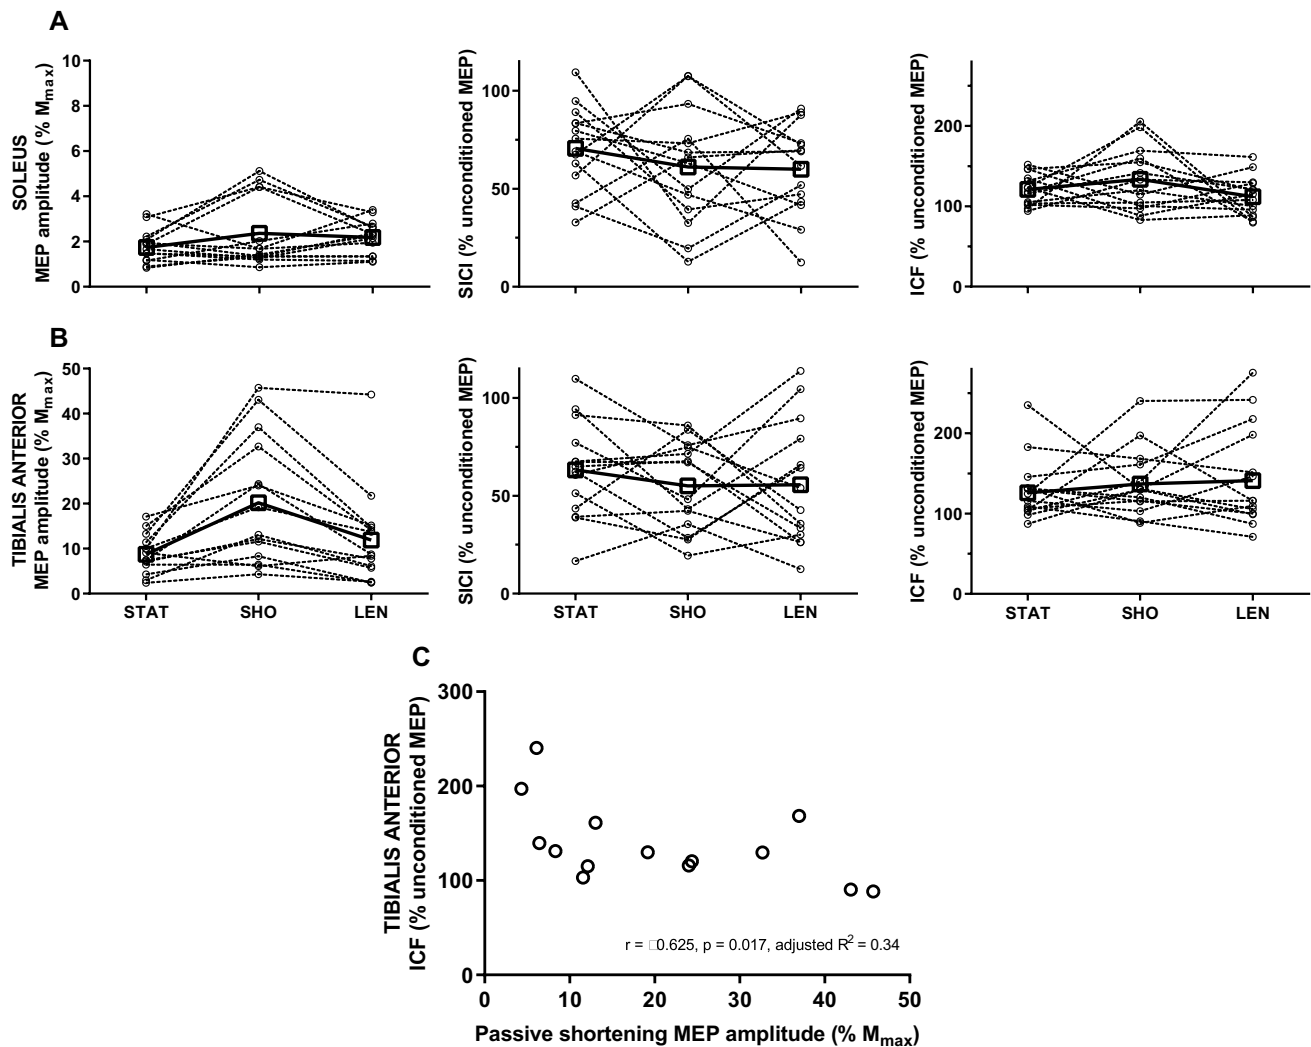 A
SOLEUS
MEP amplitude (% Mmax)
10
8
6
4
2
0
SICI (% unconditioned MEP)
100
50
0
ICF (% unconditioned MEP)
200
100
0
B
TIBIALIS ANTERIOR
MEP amplitude (% Mmax)
50
40
30
20
10
0
STAT SHO LEN
SICI (% unconditioned MEP)
100
50
0
STAT SHO LEN
ICF (% unconditioned MEP)
200
100
0
STAT SHO LEN
C
TIBIALIS ANTERIOR
ICF (% unconditioned MEP)
300
200
100
0
r = □0.625, p = 0.017, adjusted R2 = 0.34
0 10 20 30 40 50
Passive shortening MEP amplitude (% Mmax)